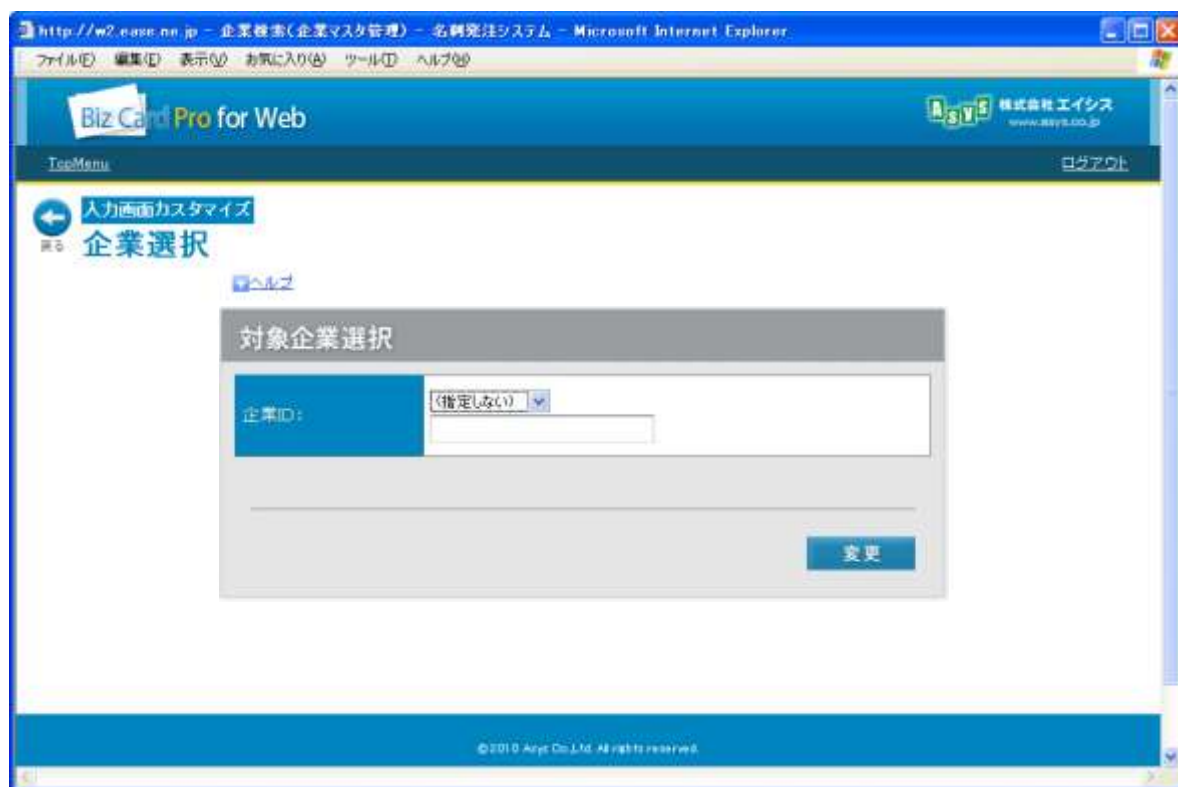 http://w2.ease.ne.jp - 企業検索(企業マスタ管理) - 名刺発注システム - Microsoft Internet Explorer
ファイル(F) 編集(E) 表示(V) お気に入り(A) ツール(T) ヘルプ(H)
Biz Card Pro for Web
Asys 株式会社エイシス
www.asys.co.jp
TopMenu ログアウト
入力画面カスタマイズ
戻る 企業選択
ヘルプ
対象企業選択
企業ID:
(指定しない)
変更
©2010 Asys Co.,Ltd. All rights reserved.